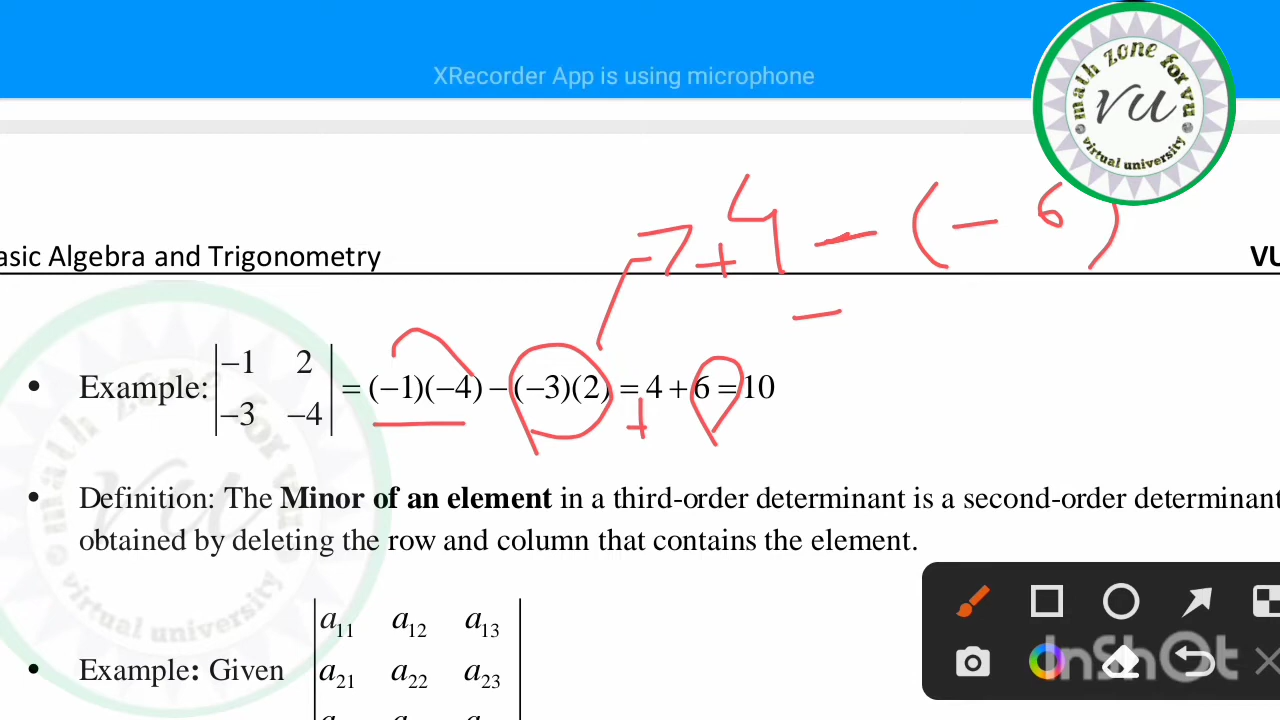 XRecorder App is using microphone
math zone for vu
vu
virtual university
+4 - (- 6)
asic Algebra and Trigonometry VU
-
• Example: |−1 2| = (−1)(−4) − (−3)(2) = 4 + 6 = 10
|−3 −4|
+
• Definition: The Minor of an element in a third-order determinant is a second-order determinant
obtained by deleting the row and column that contains the element.
vu
virtual university
a11 a12 a13
• Example: Given
a21 a22 a23
InShOt